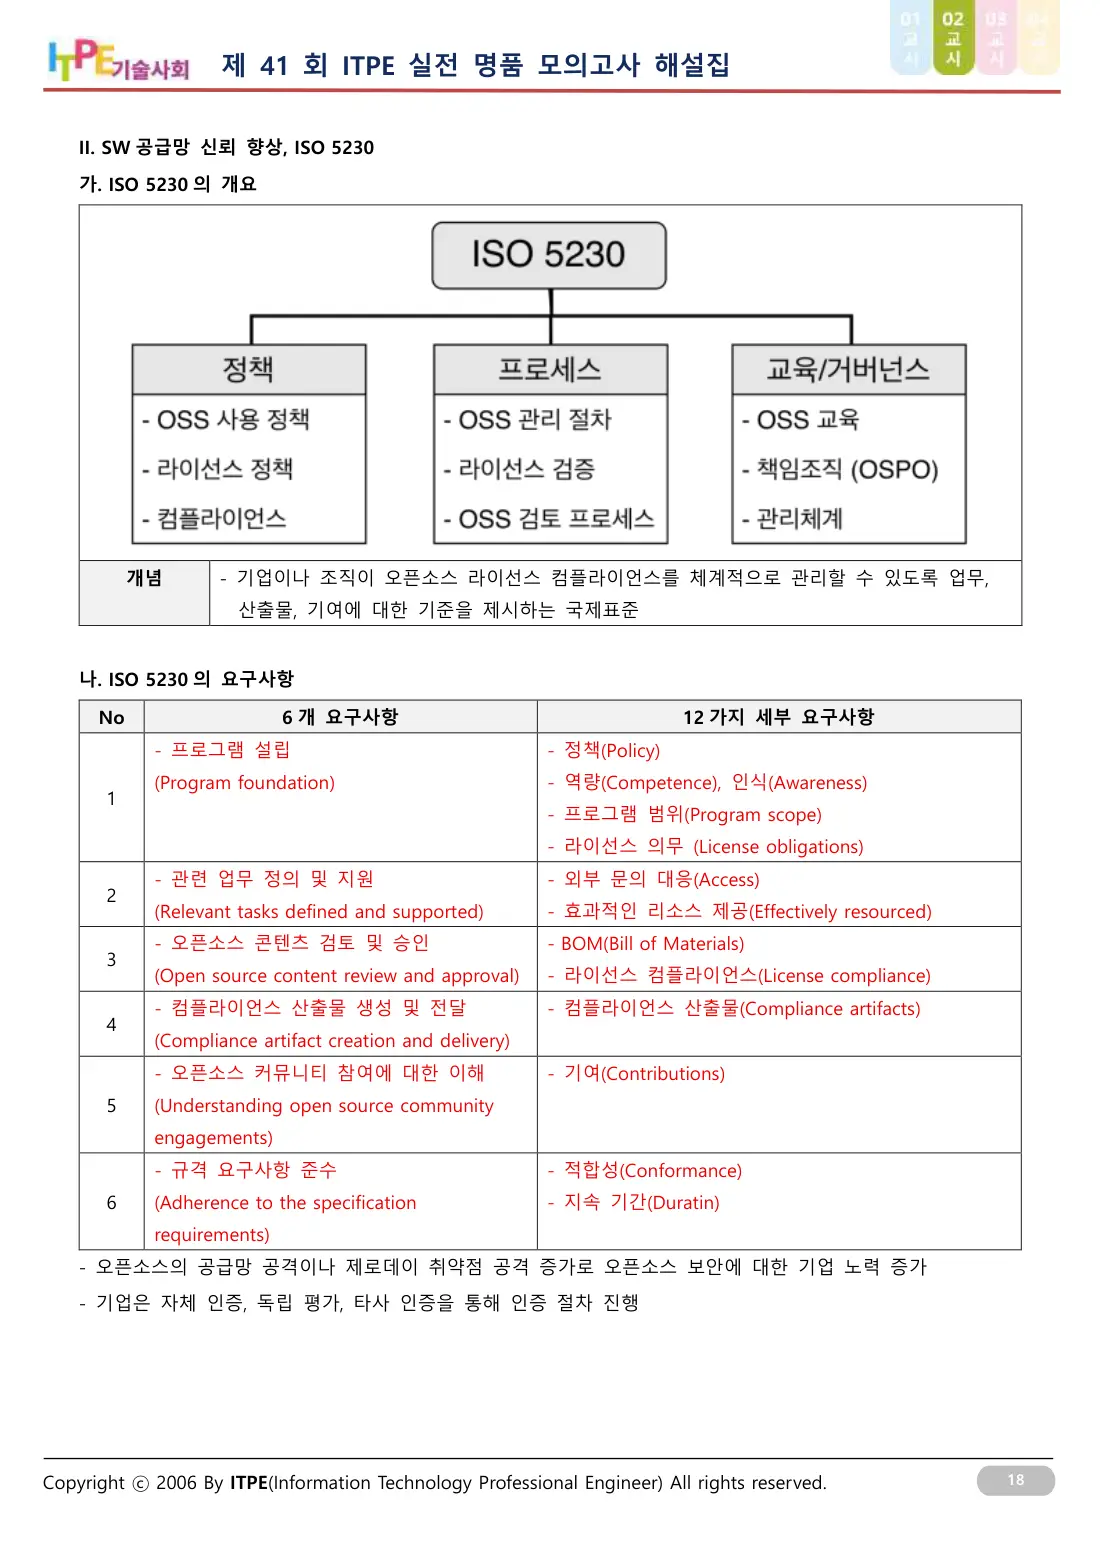 ITPE기술사회
제 41 회 ITPE 실전 명품 모의고사 해설집
01 교시
02 교시
03 교시
II. SW 공급망 신뢰 향상, ISO 5230
가. ISO 5230 의 개요
ISO 5230
정책
- OSS 사용 정책
- 라이선스 정책
- 컴플라이언스
프로세스
- OSS 관리 절차
- 라이선스 검증
- OSS 검토 프로세스
교육/거버넌스
- OSS 교육
- 책임조직 (OSPO)
- 관리체계
개념
- 기업이나 조직이 오픈소스 라이선스 컴플라이언스를 체계적으로 관리할 수 있도록 업무,
산출물, 기여에 대한 기준을 제시하는 국제표준
나. ISO 5230 의 요구사항
No
6 개 요구사항
12 가지 세부 요구사항
1
- 프로그램 설립
(Program foundation)
- 정책(Policy)
- 역량(Competence), 인식(Awareness)
- 프로그램 범위(Program scope)
- 라이선스 의무 (License obligations)
2
- 관련 업무 정의 및 지원
(Relevant tasks defined and supported)
- 외부 문의 대응(Access)
- 효과적인 리소스 제공(Effectively resourced)
3
- 오픈소스 콘텐츠 검토 및 승인
(Open source content review and approval)
- BOM(Bill of Materials)
- 라이선스 컴플라이언스(License compliance)
4
- 컴플라이언스 산출물 생성 및 전달
(Compliance artifact creation and delivery)
- 컴플라이언스 산출물(Compliance artifacts)
5
- 오픈소스 커뮤니티 참여에 대한 이해
(Understanding open source community
engagements)
- 기여(Contributions)
6
- 규격 요구사항 준수
(Adherence to the specification
requirements)
- 적합성(Conformance)
- 지속 기간(Duratin)
- 오픈소스의 공급망 공격이나 제로데이 취약점 공격 증가로 오픈소스 보안에 대한 기업 노력 증가
- 기업은 자체 인증, 독립 평가, 타사 인증을 통해 인증 절차 진행
Copyright ⓒ 2006 By ITPE(Information Technology Professional Engineer) All rights reserved.
18